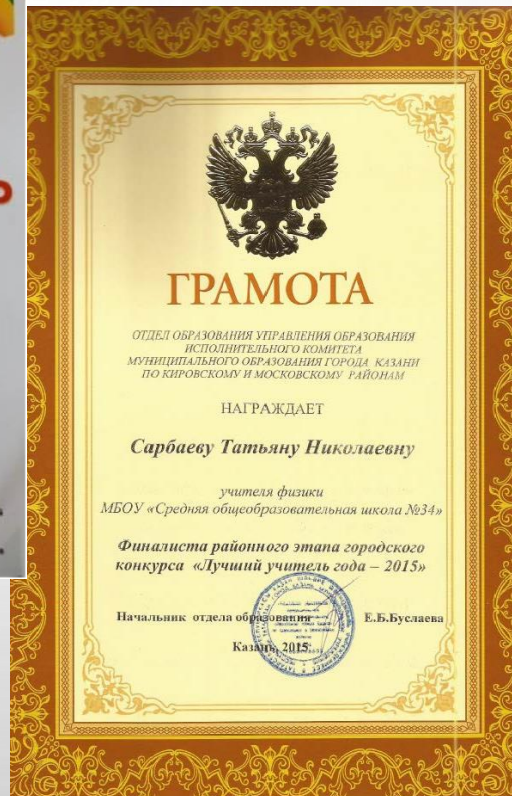 ГРАМОТА
ОТДЕЛ ОБРАЗОВАНИЯ УПРАВЛЕНИЯ ОБРАЗОВАНИЯ
ИСПОЛНИТЕЛЬНОГО КОМИТЕТА
МУНИЦИПАЛЬНОГО ОБРАЗОВАНИЯ ГОРОДА КАЗАНИ
ПО КИРОВСКОМУ И МОСКОВСКОМУ РАЙОНАМ
НАГРАЖДАЕТ
Сарбаеву Татьяну Николаевну
учителя физики
МБОУ «Средняя общеобразовательная школа №34»
Финалиста районного этапа городского
конкурса «Лучший учитель года – 2015»
Начальник отдела образования Е.Б.Буслаева
Казань, 2015